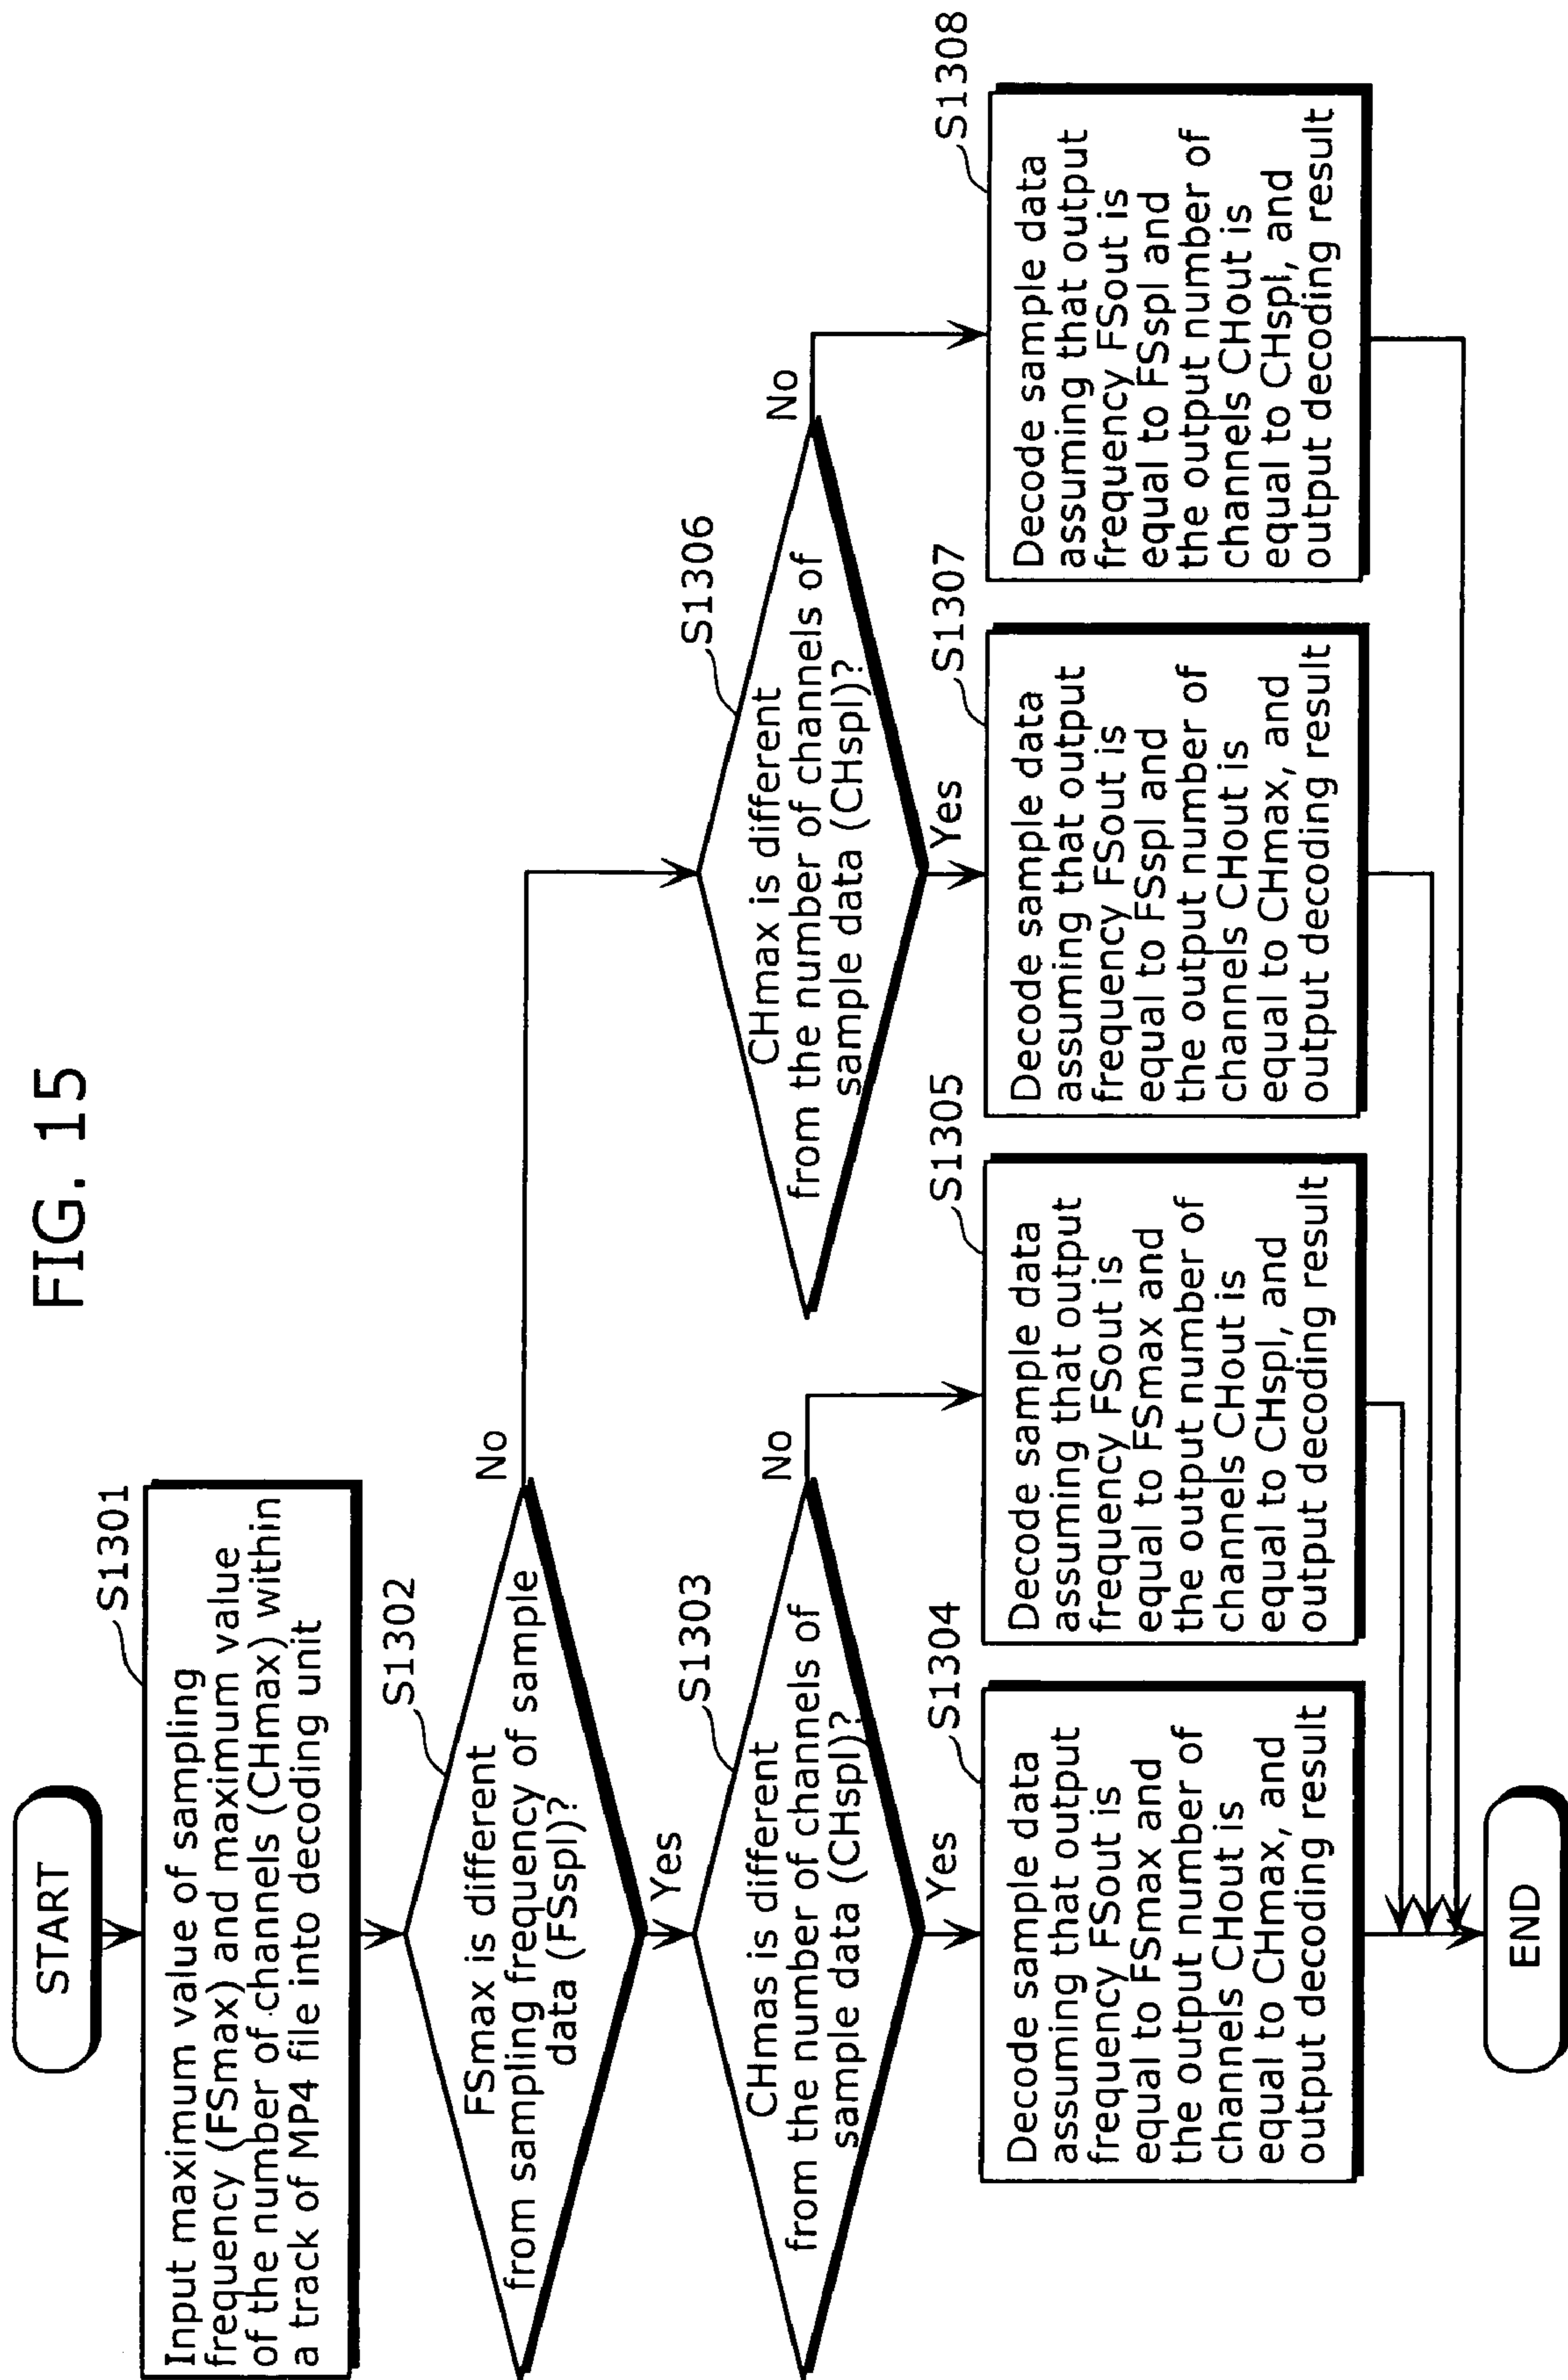 FIG. 15
START
S1301
Input maximum value of sampling
frequency (FSmax) and maximum value
of the number of channels (CHmax) within
a track of MP4 file into decoding unit
S1302
FSmax is different
from sampling frequency of sample
data (FSspl)?
No
Yes
S1303
CHmas is different
from the number of channels of
sample data (CHspl)?
No
Yes
S1306
CHmax is different
from the number of channels of
sample data (CHspl)?
No
Yes
S1304
Decode sample data
assuming that output
frequency FSout is
equal to FSmax and
the output number of
channels CHout is
equal to CHmax, and
output decoding result
S1305
Decode sample data
assuming that output
frequency FSout is
equal to FSmax and
the output number of
channels CHout is
equal to CHspl, and
output decoding result
S1307
Decode sample data
assuming that output
frequency FSout is
equal to FSspl and
the output number of
channels CHout is
equal to CHmax, and
output decoding result
S1308
Decode sample data
assuming that output
frequency FSout is
equal to FSspl and
the output number of
channels CHout is
equal to CHspl, and
output decoding result
END